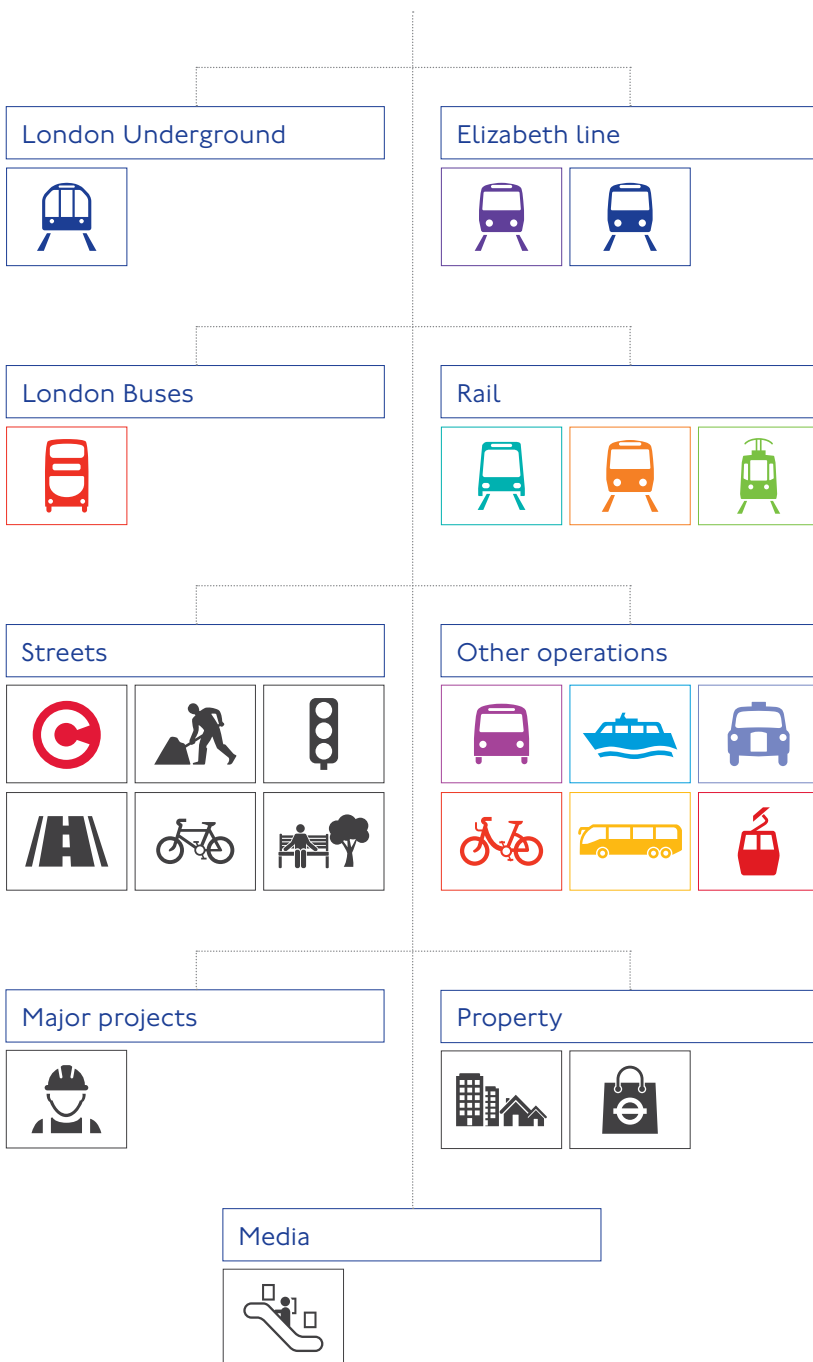 London Underground
Elizabeth line
London Buses
Rail
Streets
Other operations
Major projects
Property
Media